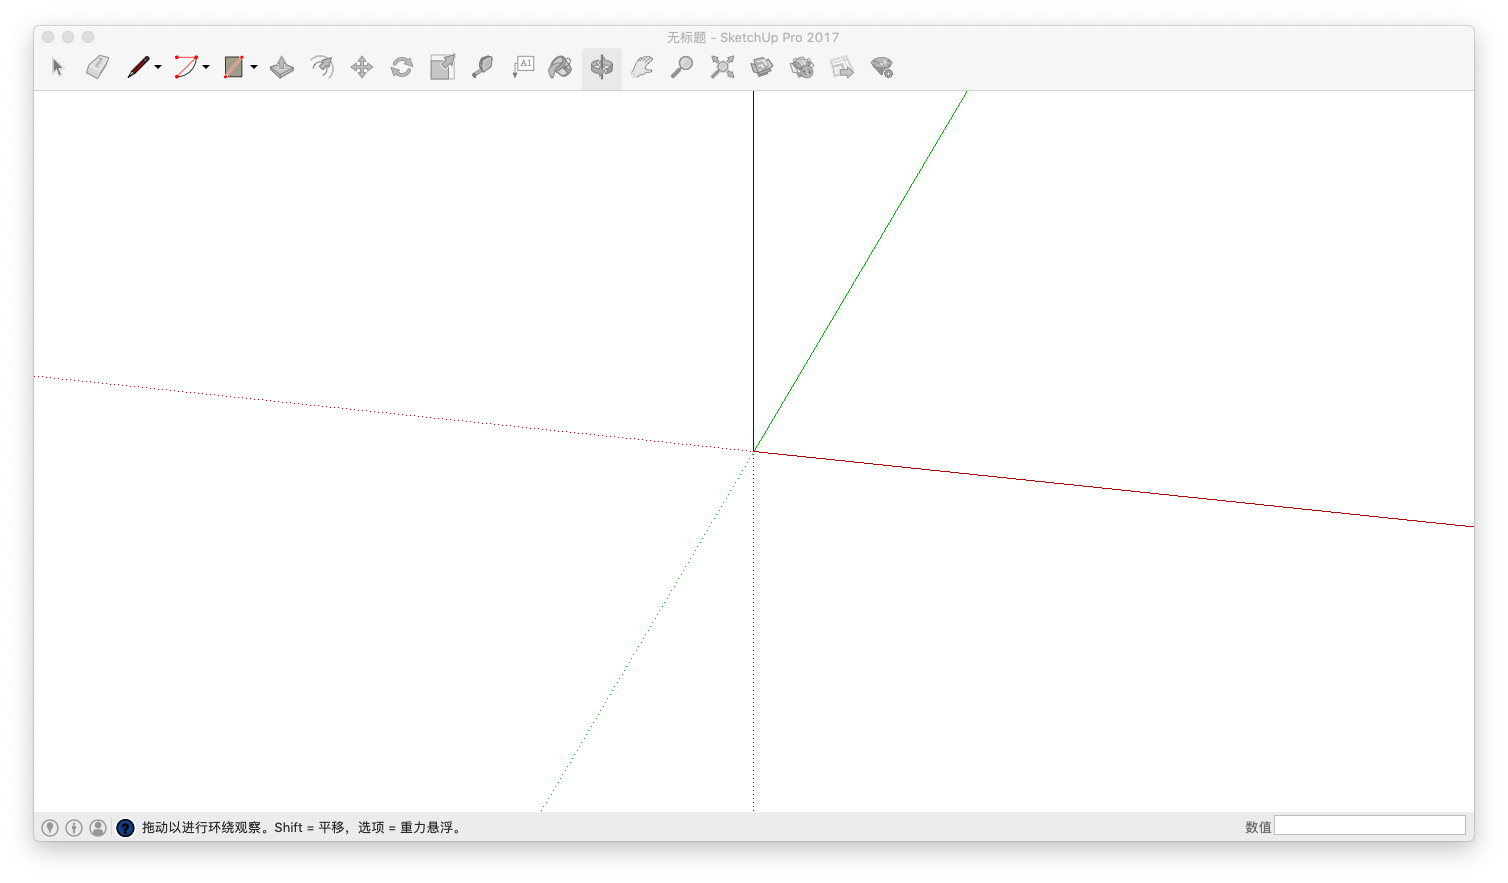 无标题 - SketchUp Pro 2017
A1
拖动以进行环绕观察。Shift = 平移，选项 = 重力悬浮。
数值